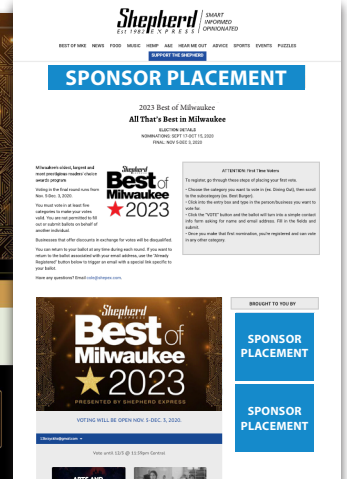 Shepherd
Est 1982 EXPRESS
SMART
INFORMED
OPINIONATED
BEST OF MKE NEWS FOOD MUSIC HEMP A&E HEAR ME OUT ADVICE SPORTS EVENTS PUZZLES
SUPPORT THE SHEPHERD
SPONSOR PLACEMENT
2023 Best of Milwaukee
All That's Best in Milwaukee
ELECTION DETAILS
NOMINATIONS: SEPT 17-OCT 15, 2020
FINAL: NOV 5-DEC 3, 2020
Milwaukee's oldest, largest and
most prestigious readers' choice
awards program
Voting in the final round runs from
Nov. 5-Dec. 3, 2020.
You must vote in at least five
categories to make your votes
valid. You are not permitted to fill
out or submit ballots on behalf of
another individual.
Businesses that offer discounts in exchange for votes will be disqualified.
You can return to your ballot at any time during each round. If you want to
return to the ballot associated with your email address, use the "Already
Registered" button below to trigger an email with a special link specific to
your ballot.
Have any questions? Email vote@shepex.com.
Shepherd
Best of
Milwaukee
2023
ATTENTION: First Time Voters
To register, go through these steps of placing your first vote.
- Choose the category you want to vote in (ex. Dining Out), then scroll
to the subcategory (ex. Best Burger).
- Click into the entry box and type in the person/business you want to
vote for.
- Click the "VOTE" button and the ballot will turn into a simple contact
info form asking for name and email address. Fill in the fields and
submit.
- Once you make that first nomination, you're registered and can vote
in any other category.
Shepherd
EXPRESS
Best of
Milwaukee
2023
PRESENTED BY SHEPHERD EXPRESS
VOTING WILL BE OPEN NOV. 5-DEC. 3, 2020.
Vote until 12/3 @ 11:59pm Central
ARTS AND
BROUGHT TO YOU BY
SPONSOR
PLACEMENT
SPONSOR
PLACEMENT